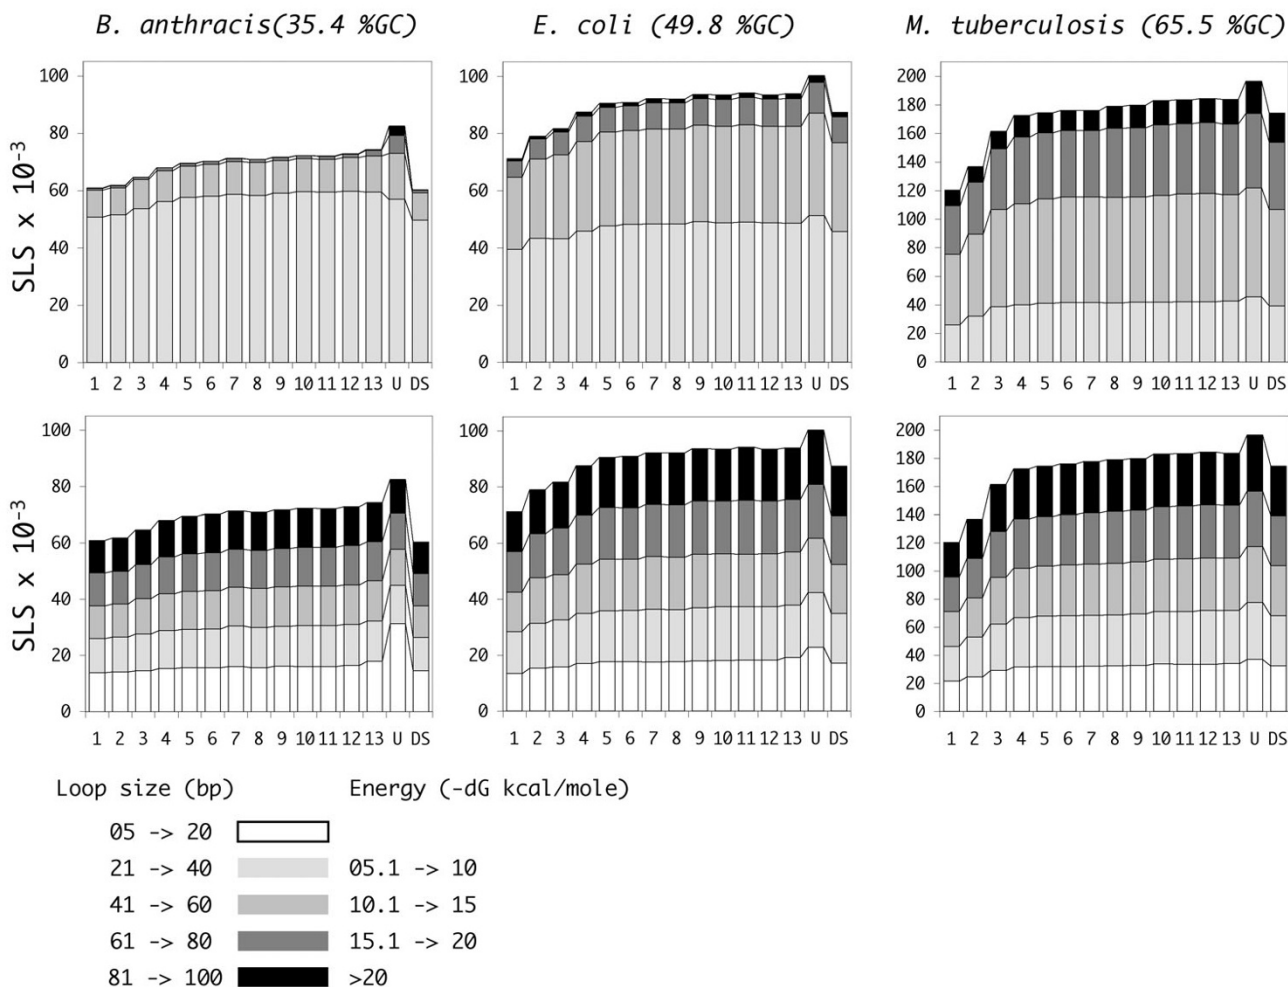 B. anthracis(35.4 %GC)
E. coli (49.8 %GC)
M. tuberculosis (65.5 %GC)
SLS x 10-3
100
80
60
40
20
0
1 2 3 4 5 6 7 8 9 10 11 12 13 U DS
100
80
60
40
20
0
1 2 3 4 5 6 7 8 9 10 11 12 13 U DS
200
180
160
140
120
100
80
60
40
20
0
1 2 3 4 5 6 7 8 9 10 11 12 13 U DS
SLS x 10-3
100
80
60
40
20
0
1 2 3 4 5 6 7 8 9 10 11 12 13 U DS
100
80
60
40
20
0
1 2 3 4 5 6 7 8 9 10 11 12 13 U DS
200
180
160
140
120
100
80
60
40
20
0
1 2 3 4 5 6 7 8 9 10 11 12 13 U DS
Loop size (bp) Energy (-dG kcal/mole)
05 -> 20
21 -> 40 05.1 -> 10
41 -> 60 10.1 -> 15
61 -> 80 15.1 -> 20
81 -> 100 >20